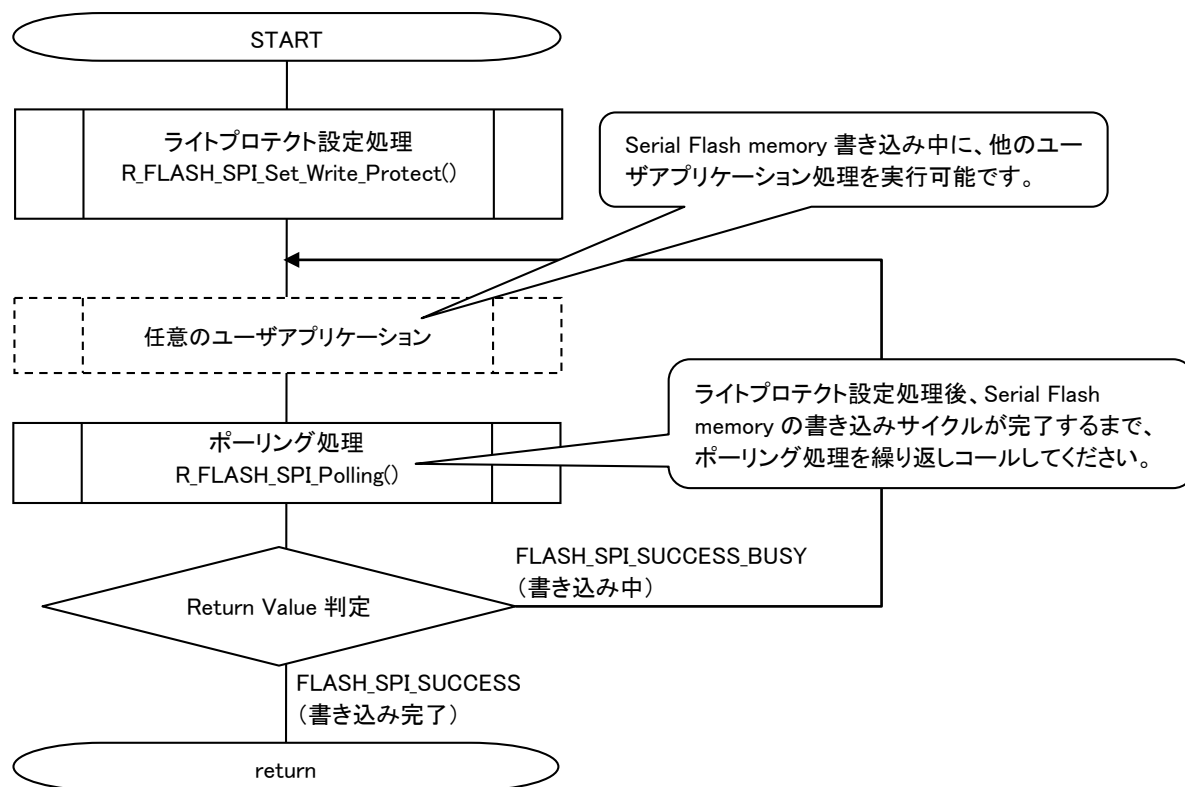 START
ライトプロテクト設定処理
R_FLASH_SPI_Set_Write_Protect()
Serial Flash memory 書き込み中に、他のユー
ザアプリケーション処理を実行可能です。
任意のユーザアプリケーション
ライトプロテクト設定処理後、Serial Flash
memory の書き込みサイクルが完了するまで、
ポーリング処理を繰り返しコールしてください。
ポーリング処理
R_FLASH_SPI_Polling()
FLASH_SPI_SUCCESS_BUSY
(書き込み中)
Return Value 判定
FLASH_SPI_SUCCESS
(書き込み完了)
return